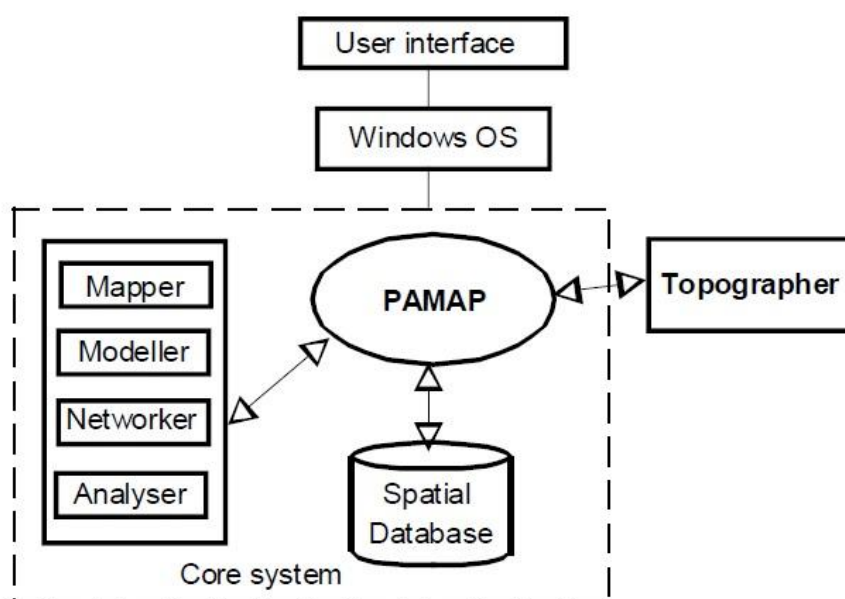 User interface
Windows OS
PAMAP
Topographer
Mapper
Modeller
Networker
Analyser
Spatial
Database
Core system